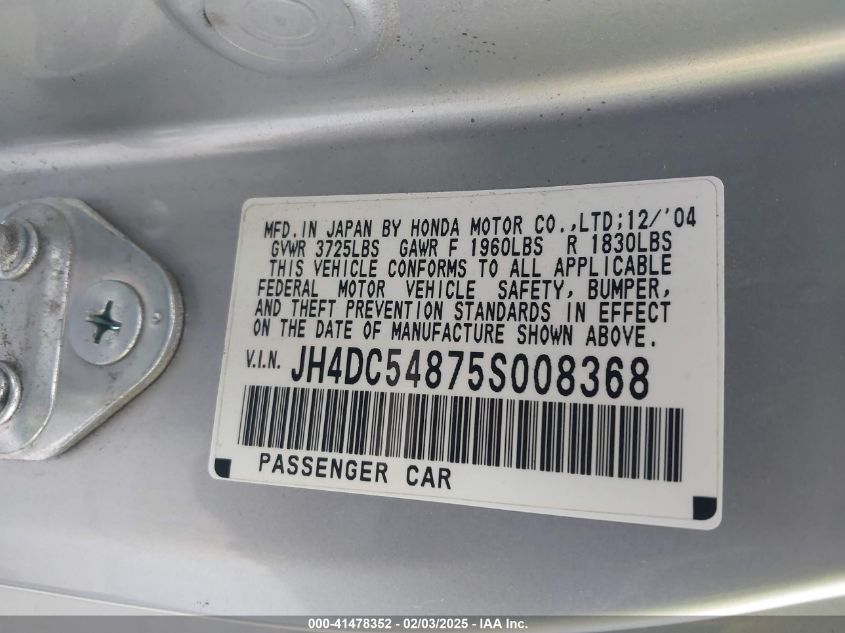 MFD. IN JAPAN BY HONDA MOTOR CO.,LTD;12/'04
GVWR 3725LBS GAWR F 1960LBS R 1830LBS
THIS VEHICLE CONFORMS TO ALL APPLICABLE
FEDERAL MOTOR VEHICLE SAFETY, BUMPER,
AND THEFT PREVENTION STANDARDS IN EFFECT
ON THE DATE OF MANUFACTURE SHOWN ABOVE.
V.I.N. JH4DC54875S008368
PASSENGER CAR
000-41478352 - 02/03/2025 - IAA Inc.